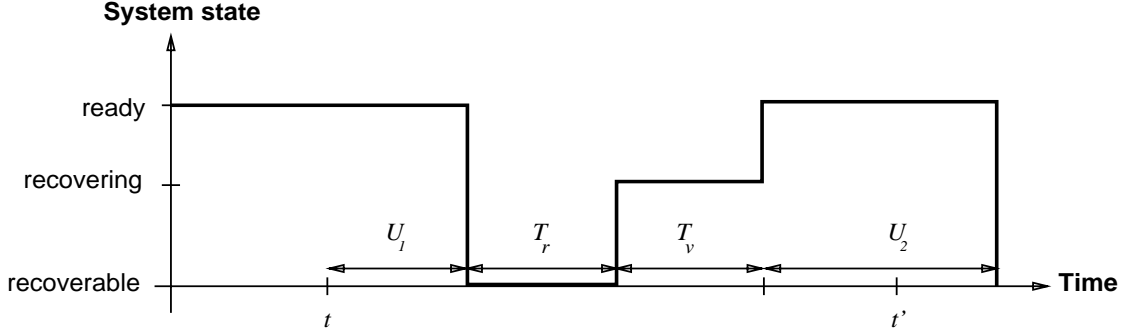 System state
ready
recovering
U1 Tr Tv U2
recoverable
Time
t t’